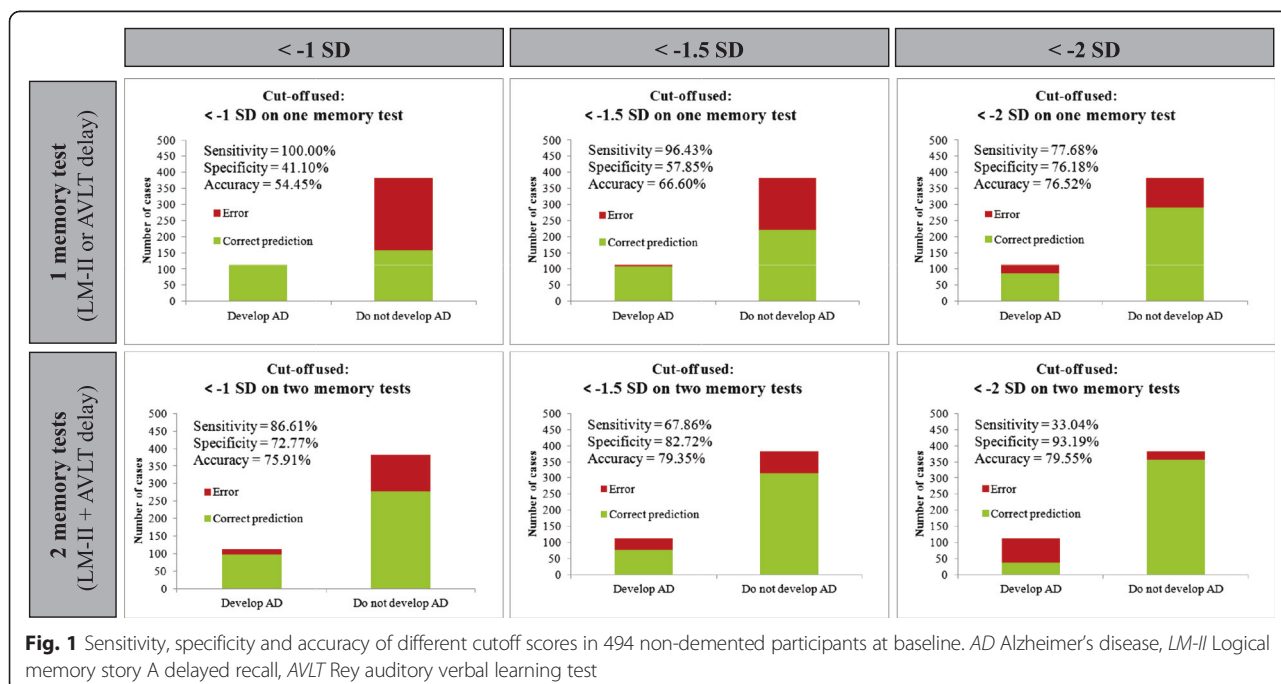 < -1 SD
< -1.5 SD
< -2 SD
1 memory test
(LM-II or AVLT delay)
Cut-off used:
< -1 SD on one memory test
Number of cases
500
450
400
350
300
250
200
150
100
50
0
Sensitivity = 100.00%
Specificity = 41.10%
Accuracy = 54.45%
Error
Correct prediction
Develop AD
Do not develop AD
Cut-off used:
< -1.5 SD on one memory test
Number of cases
500
450
400
350
300
250
200
150
100
50
0
Sensitivity = 96.43%
Specificity = 57.85%
Accuracy = 66.60%
Error
Correct prediction
Develop AD
Do not develop AD
Cut-off used:
< -2 SD on one memory test
Number of cases
500
450
400
350
300
250
200
150
100
50
0
Sensitivity = 77.68%
Specificity = 76.18%
Accuracy = 76.52%
Error
Correct prediction
Develop AD
Do not develop AD
2 memory tests
(LM-II + AVLT delay)
Cut-off used:
< -1 SD on two memory tests
Number of cases
500
450
400
350
300
250
200
150
100
50
0
Sensitivity = 86.61%
Specificity = 72.77%
Accuracy = 75.91%
Error
Correct prediction
Develop AD
Do not develop AD
Cut-off used:
< -1.5 SD on two memory tests
Number of cases
500
450
400
350
300
250
200
150
100
50
0
Sensitivity = 67.86%
Specificity = 82.72%
Accuracy = 79.35%
Error
Correct prediction
Develop AD
Do not develop AD
Cut-off used:
< -2 SD on two memory tests
Number of cases
500
450
400
350
300
250
200
150
100
50
0
Sensitivity = 33.04%
Specificity = 93.19%
Accuracy = 79.55%
Error
Correct prediction
Develop AD
Do not develop AD
Fig. 1 Sensitivity, specificity and accuracy of different cutoff scores in 494 non-demented participants at baseline. AD Alzheimer's disease, LM-II Logical
memory story A delayed recall, AVLT Rey auditory verbal learning test